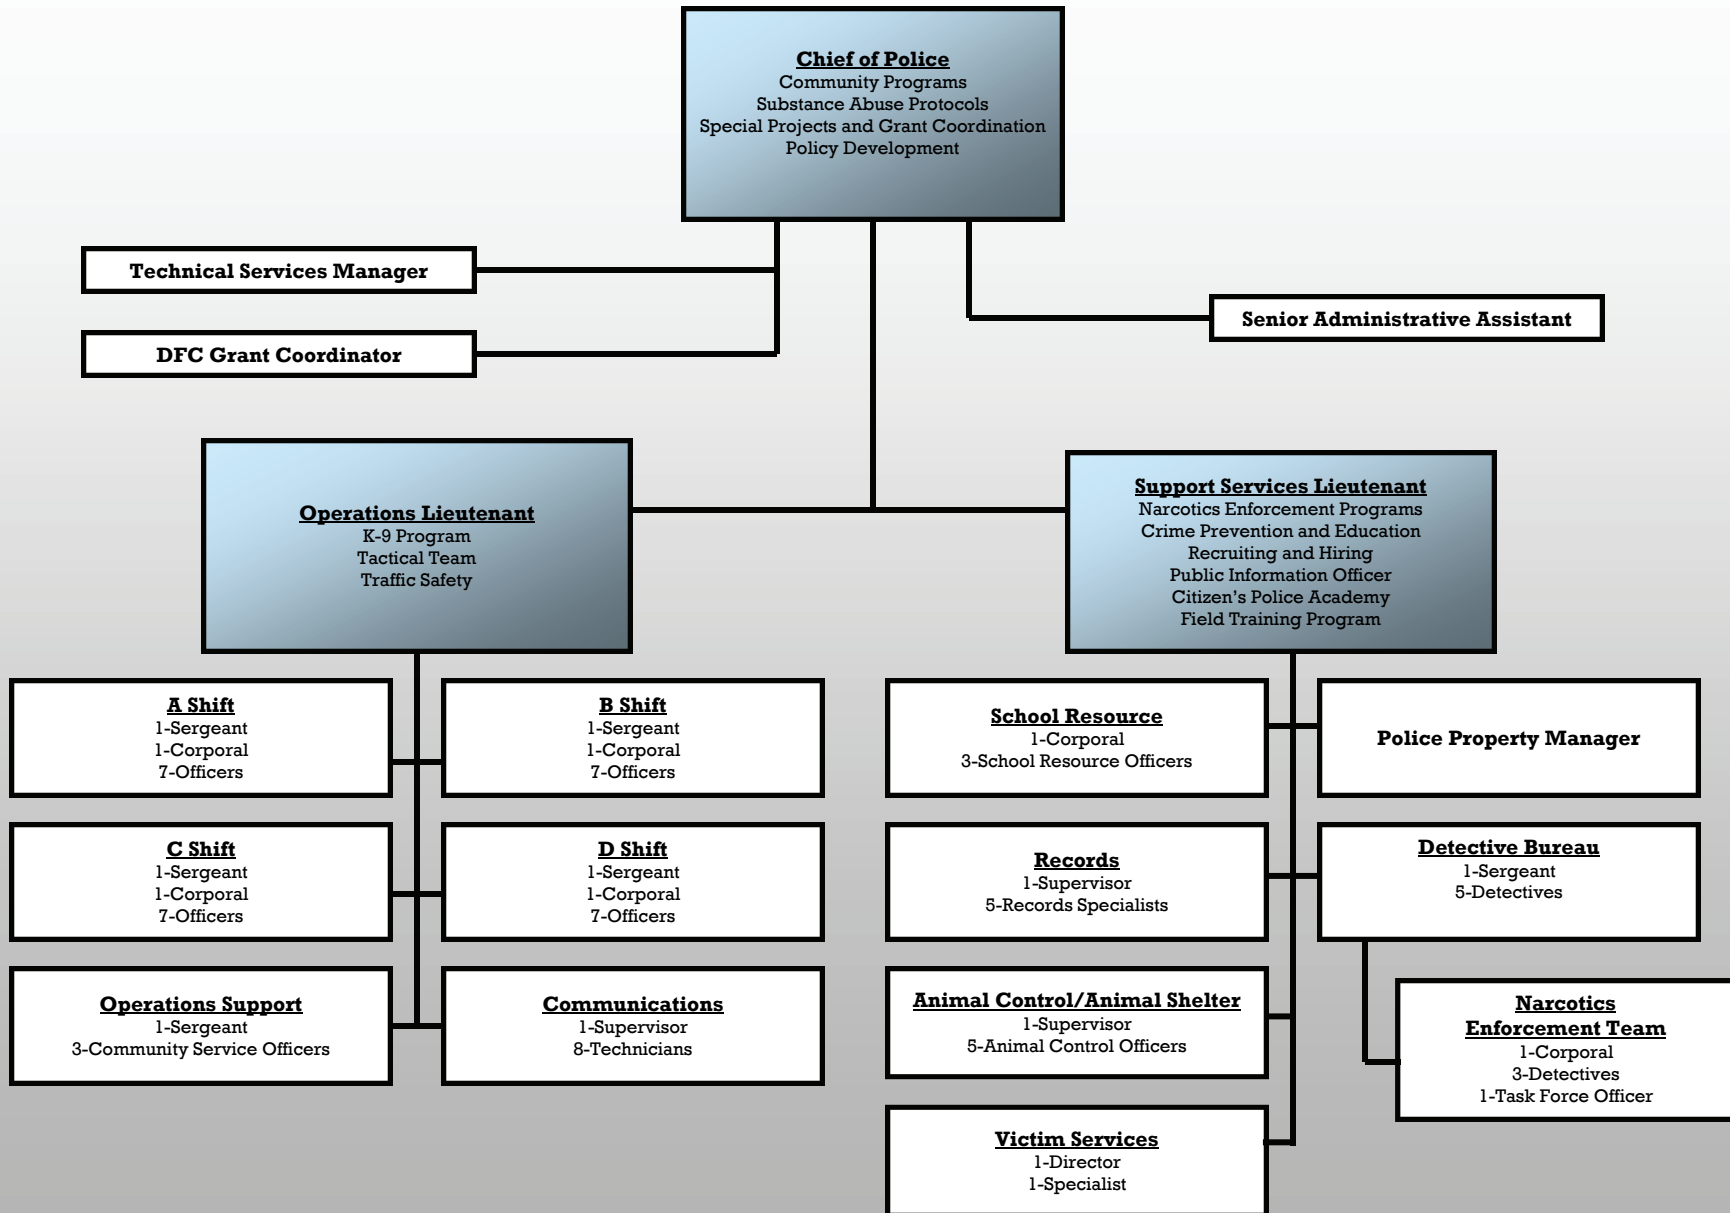 Chief of Police
Community Programs
Substance Abuse Protocols
Special Projects and Grant Coordination
Policy Development
Technical Services Manager
DFC Grant Coordinator
Senior Administrative Assistant
Operations Lieutenant
K-9 Program
Tactical Team
Traffic Safety
Support Services Lieutenant
Narcotics Enforcement Programs
Crime Prevention and Education
Recruiting and Hiring
Public Information Officer
Citizen's Police Academy
Field Training Program
A Shift
1-Sergeant
1-Corporal
7-Officers
B Shift
1-Sergeant
1-Corporal
7-Officers
School Resource
1-Corporal
3-School Resource Officers
Police Property Manager
C Shift
1-Sergeant
1-Corporal
7-Officers
D Shift
1-Sergeant
1-Corporal
7-Officers
Records
1-Supervisor
5-Records Specialists
Detective Bureau
1-Sergeant
5-Detectives
Operations Support
1-Sergeant
3-Community Service Officers
Communications
1-Supervisor
8-Technicians
Animal Control/Animal Shelter
1-Supervisor
5-Animal Control Officers
Narcotics
Enforcement Team
1-Corporal
3-Detectives
1-Task Force Officer
Victim Services
1-Director
1-Specialist